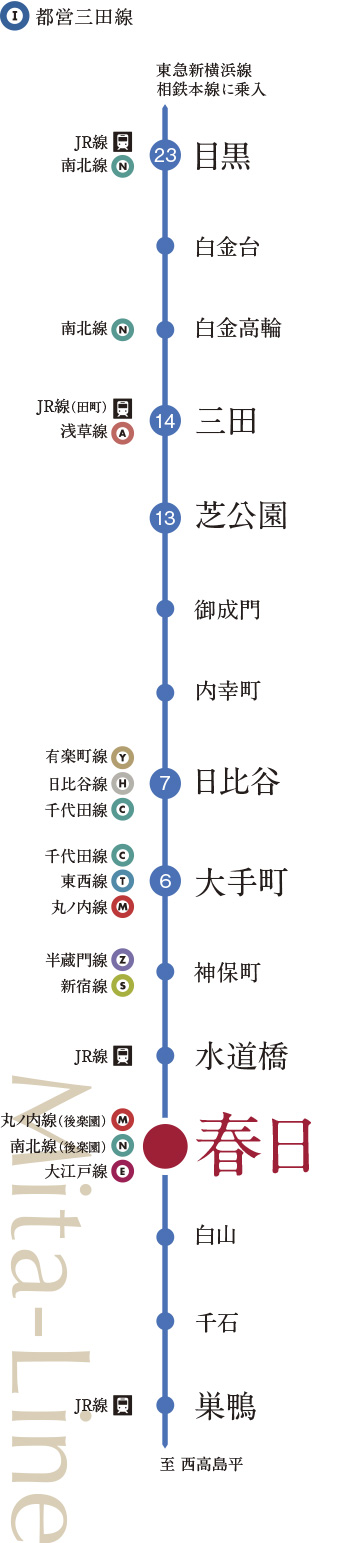 I 都営三田線
東急新横浜線
相鉄本線に乗入
JR線
南北線 N
23 目黒
白金台
南北線 N
白金高輪
JR線(田町)
浅草線 A
14 三田
13 芝公園
御成門
内幸町
有楽町線 Y
日比谷線 H
千代田線 C
7 日比谷
千代田線 C
東西線 T
丸ノ内線 M
6 大手町
半蔵門線 Z
新宿線 S
神保町
JR線
水道橋
丸ノ内線(後楽園) M
南北線(後楽園) N
大江戸線 E
春日
白山
千石
JR線
巣鴨
至 西高島平
Mita-Line